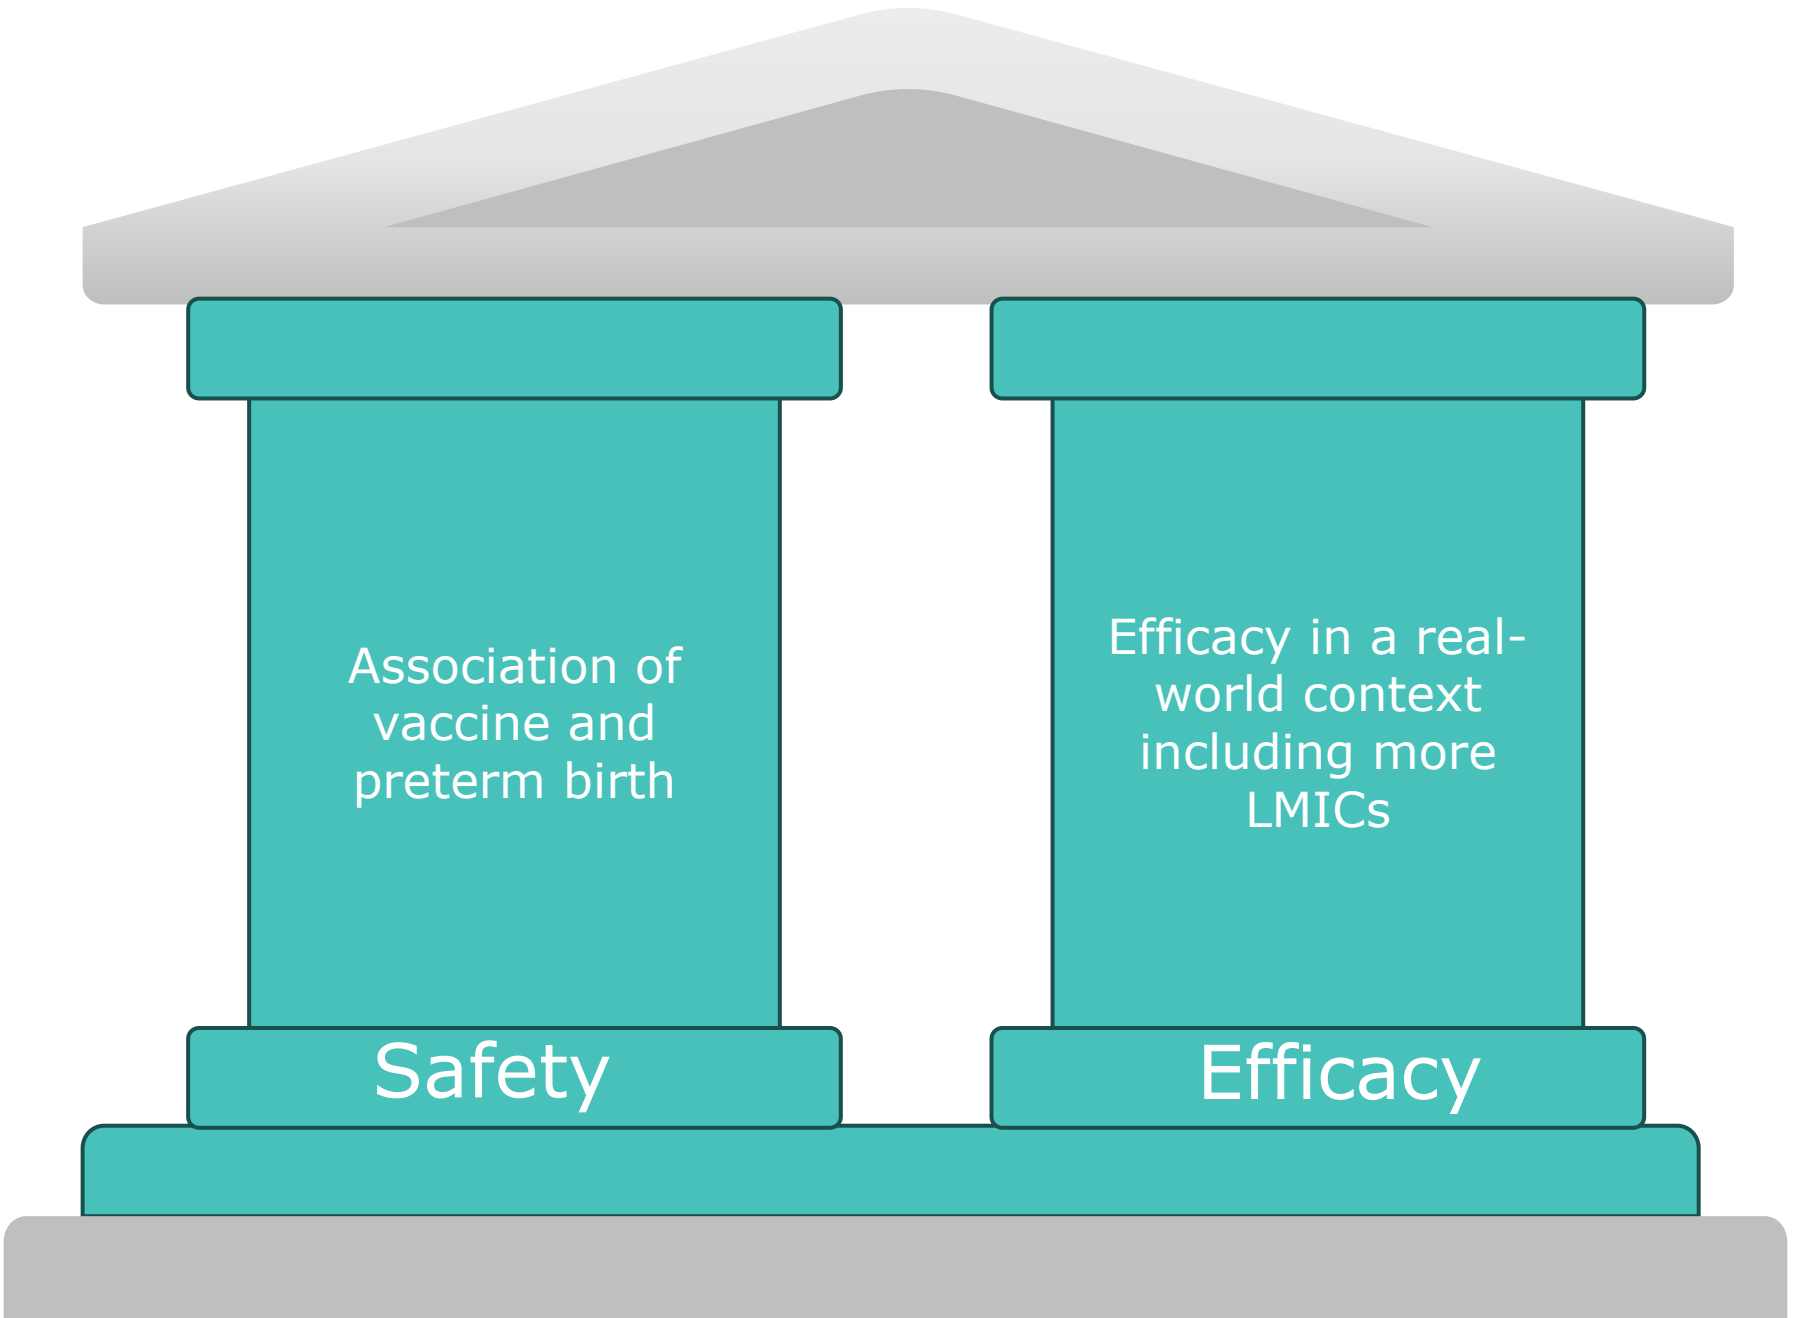 Association of
vaccine and
preterm birth
Safety
Efficacy in a real-
world context
including more
LMICs
Efficacy